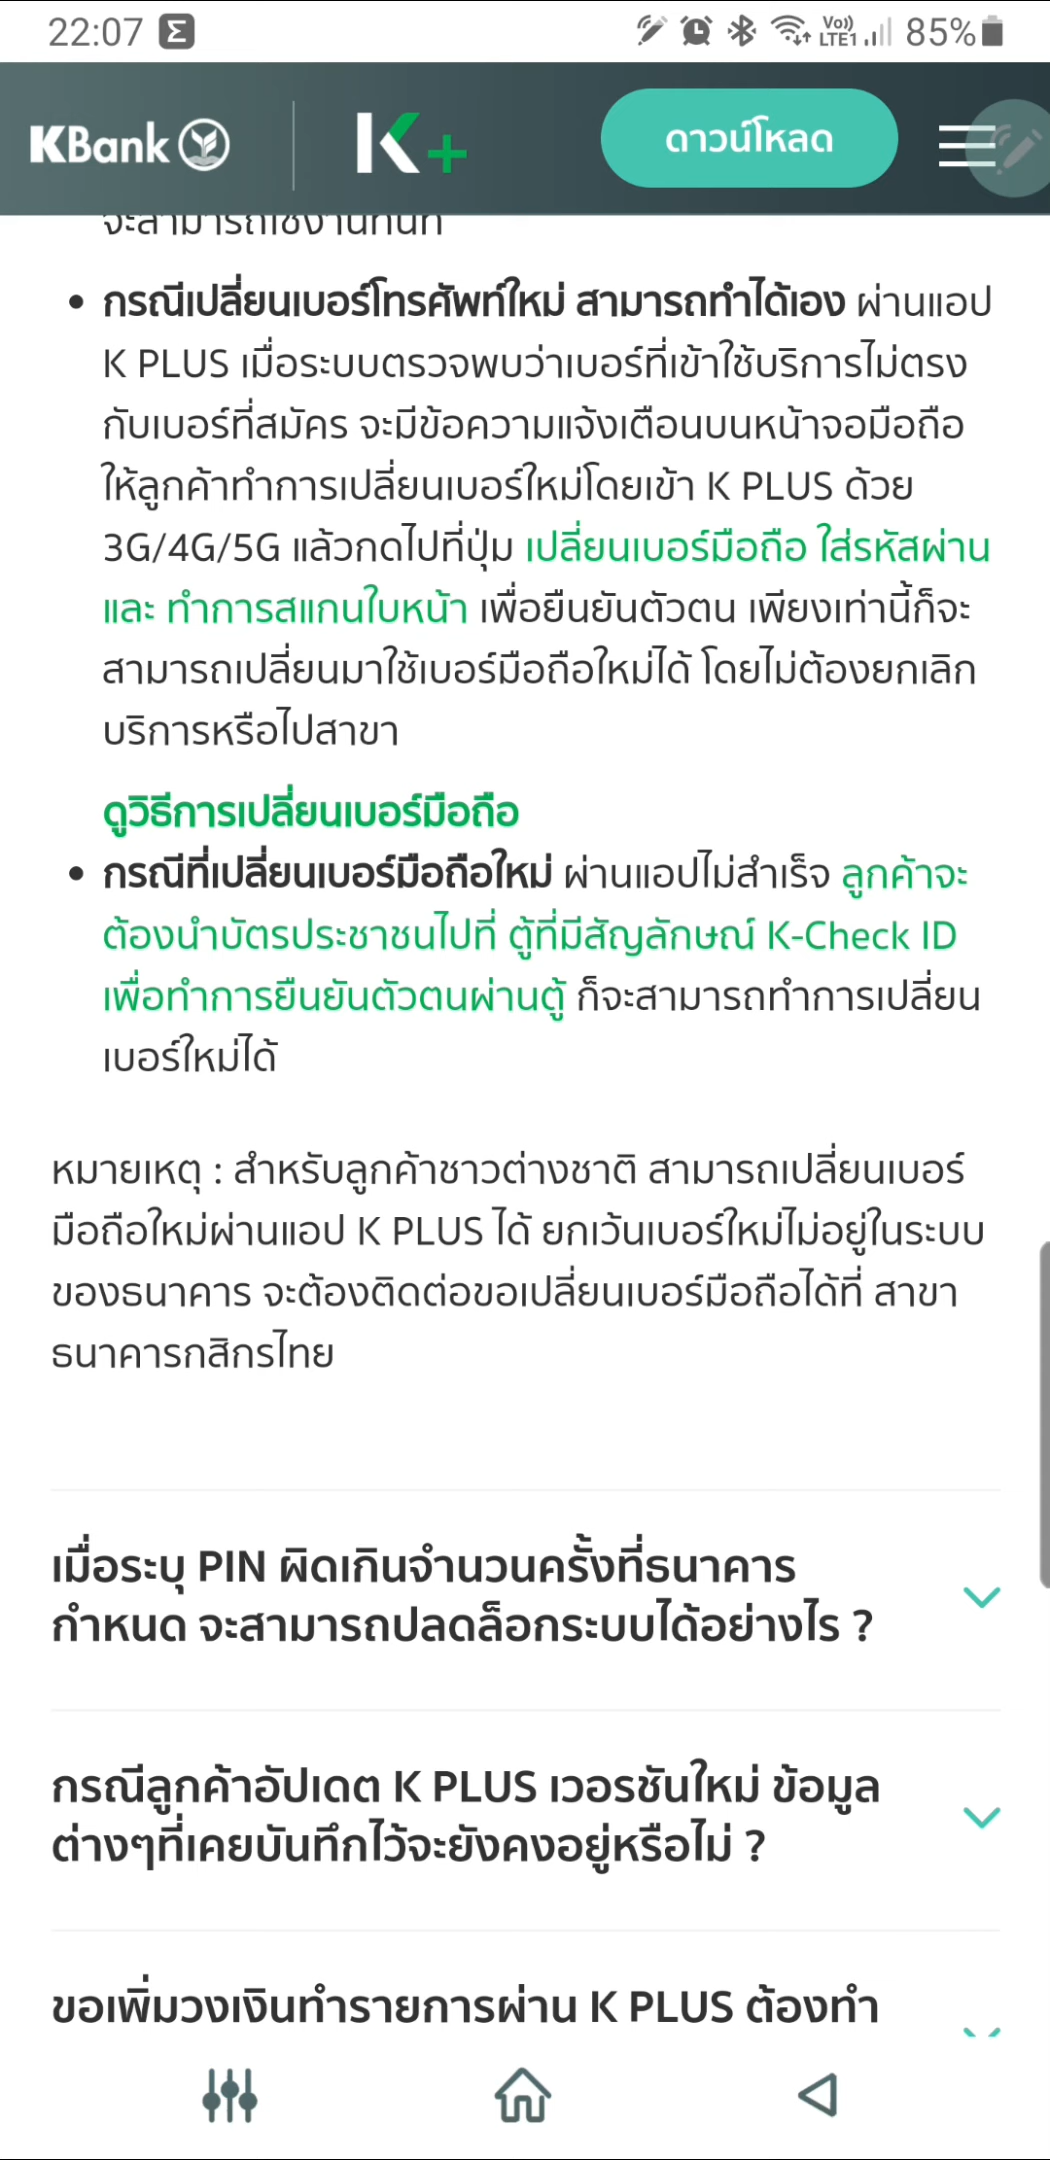 22:07
Vo)) LTE1 85%
KBank K+ ดาวน์โหลด
จะสามารถใช้งานทันที
• กรณีเปลี่ยนเบอร์โทรศัพท์ใหม่ สามารถทำได้เอง ผ่านแอป
K PLUS เมื่อระบบตรวจพบว่าเบอร์ที่เข้าใช้บริการไม่ตรง
กับเบอร์ที่สมัคร จะมีข้อความแจ้งเตือนบนหน้าจอมือถือ
ให้ลูกค้าทำการเปลี่ยนเบอร์ใหม่โดยเข้า K PLUS ด้วย
3G/4G/5G แล้วกดไปที่ปุ่ม เปลี่ยนเบอร์มือถือ ใส่รหัสผ่าน
และ ทำการสแกนใบหน้า เพื่อยืนยันตัวตน เพียงเท่านี้ก็จะ
สามารถเปลี่ยนมาใช้เบอร์มือถือใหม่ได้ โดยไม่ต้องยกเลิก
บริการหรือไปสาขา
ดูวิธีการเปลี่ยนเบอร์มือถือ
• กรณีที่เปลี่ยนเบอร์มือถือใหม่ ผ่านแอปไม่สำเร็จ ลูกค้าจะ
ต้องนำบัตรประชาชนไปที่ ตู้ที่มีสัญลักษณ์ K-Check ID
เพื่อทำการยืนยันตัวตนผ่านตู้ ก็จะสามารถทำการเปลี่ยน
เบอร์ใหม่ได้
หมายเหตุ : สำหรับลูกค้าชาวต่างชาติ สามารถเปลี่ยนเบอร์
มือถือใหม่ผ่านแอป K PLUS ได้ ยกเว้นเบอร์ใหม่ไม่อยู่ในระบบ
ของธนาคาร จะต้องติดต่อขอเปลี่ยนเบอร์มือถือได้ที่ สาขา
ธนาคารกสิกรไทย
เมื่อระบุ PIN ผิดเกินจำนวนครั้งที่ธนาคาร
กำหนด จะสามารถปลดล็อกระบบได้อย่างไร ?
กรณีลูกค้าอัปเดต K PLUS เวอรชันใหม่ ข้อมูล
ต่างๆที่เคยบันทึกไว้จะยังคงอยู่หรือไม่ ?
ขอเพิ่มวงเงินทำรายการผ่าน K PLUS ต้องทำ